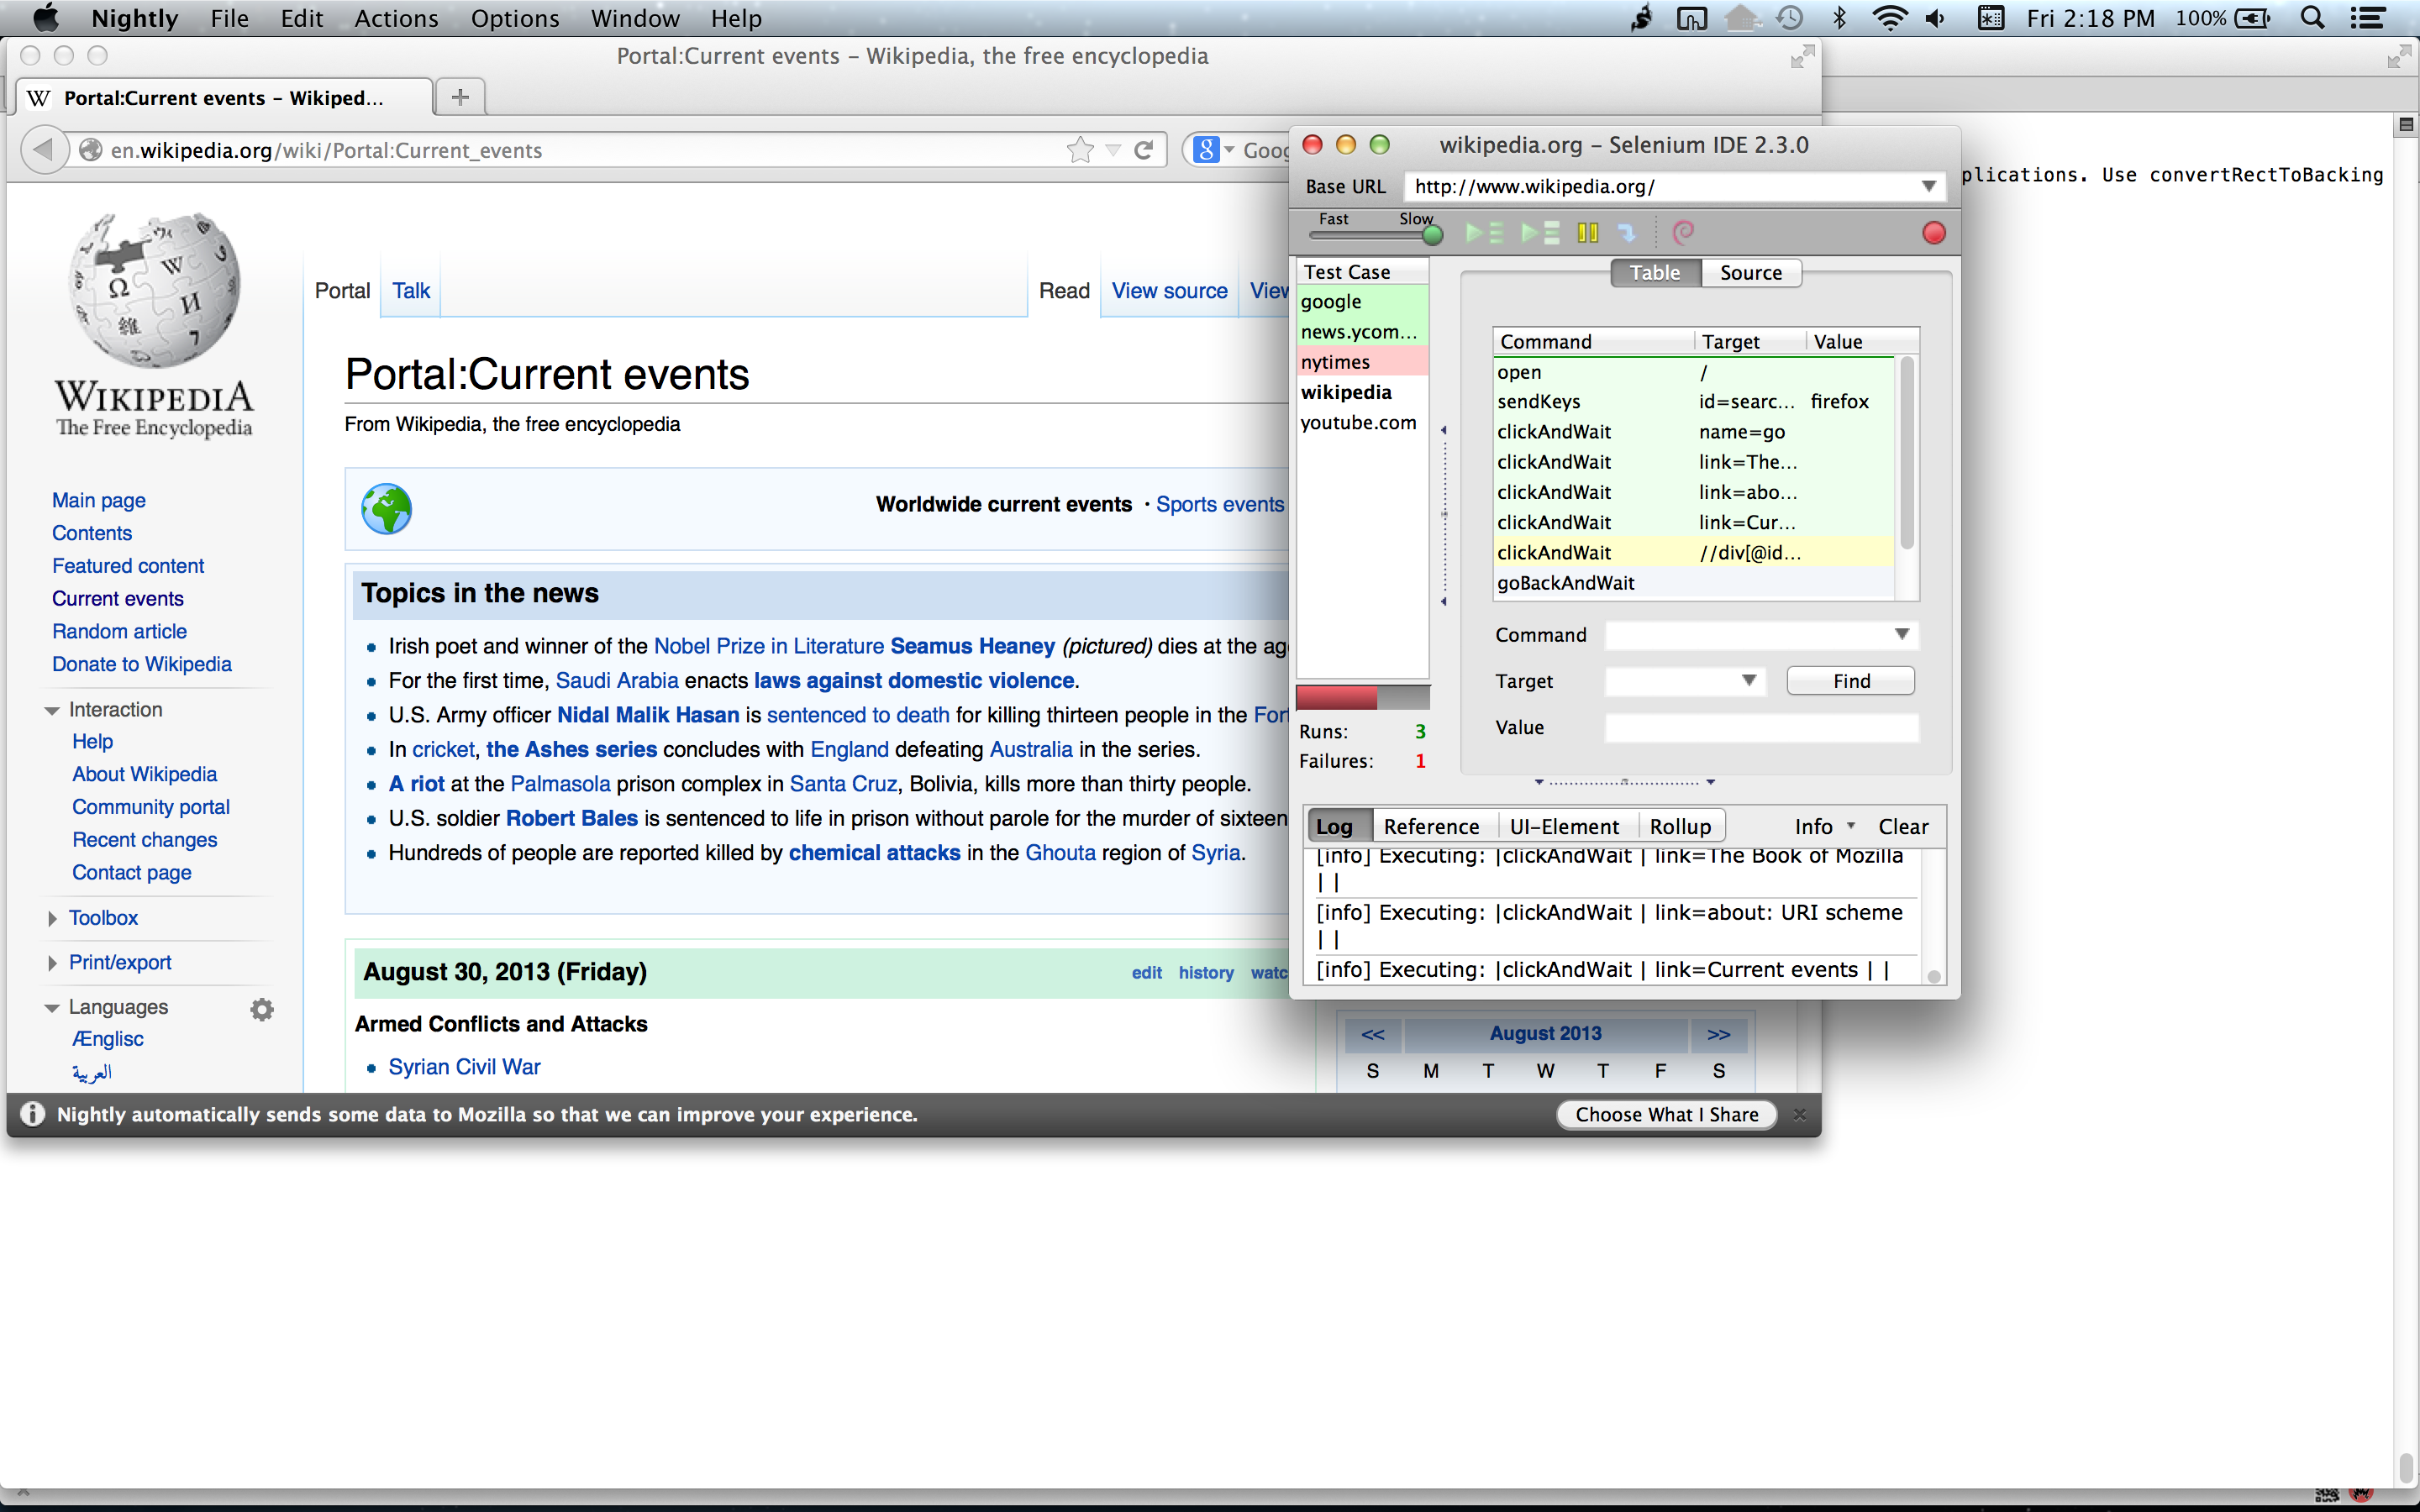 Nightly File Edit Actions Options Window Help Fri 2:18 PM 100%
Portal:Current events – Wikipedia, the free encyclopedia
W Portal:Current events – Wikiped... +
en.wikipedia.org/wiki/Portal:Current_events
WIKIPEDIA
The Free Encyclopedia
Main page
Contents
Featured content
Current events
Random article
Donate to Wikipedia
Interaction
Help
About Wikipedia
Community portal
Recent changes
Contact page
Toolbox
Print/export
Languages
Ænglisc
العربية
Portal Talk Read View source
Portal:Current events
From Wikipedia, the free encyclopedia
Worldwide current events · Sports events
Topics in the news
Irish poet and winner of the Nobel Prize in Literature Seamus Heaney (pictured) dies at the
For the first time, Saudi Arabia enacts laws against domestic violence.
U.S. Army officer Nidal Malik Hasan is sentenced to death for killing thirteen people in the
In cricket, the Ashes series concludes with England defeating Australia in the series.
A riot at the Palmasola prison complex in Santa Cruz, Bolivia, kills more than thirty people.
U.S. soldier Robert Bales is sentenced to life in prison without parole for the murder of sixteen
Hundreds of people are reported killed by chemical attacks in the Ghouta region of Syria.
August 30, 2013 (Friday) edit history
Armed Conflicts and Attacks
Syrian Civil War
<< August 2013 >>
S M T W T F S
Nightly automatically sends some data to Mozilla so that we can improve your experience. Choose What I Share
wikipedia.org – Selenium IDE 2.3.0
Base URL http://www.wikipedia.org/
Fast Slow
Test Case
google
news.ycom...
nytimes
wikipedia
youtube.com
Runs: 3
Failures: 1
Table Source
Command Target Value
open /
sendKeys id=searc... firefox
clickAndWait name=go
clickAndWait link=The...
clickAndWait link=abo...
clickAndWait link=Cur...
clickAndWait //div[@id...
goBackAndWait
Command
Target Find
Value
Log Reference UI-Element Rollup Info Clear
[info] Executing: |clickAndWait | link=The Book of Mozilla
| |
[info] Executing: |clickAndWait | link=about: URI scheme
| |
[info] Executing: |clickAndWait | link=Current events | |
plications. Use convertRectToBacking